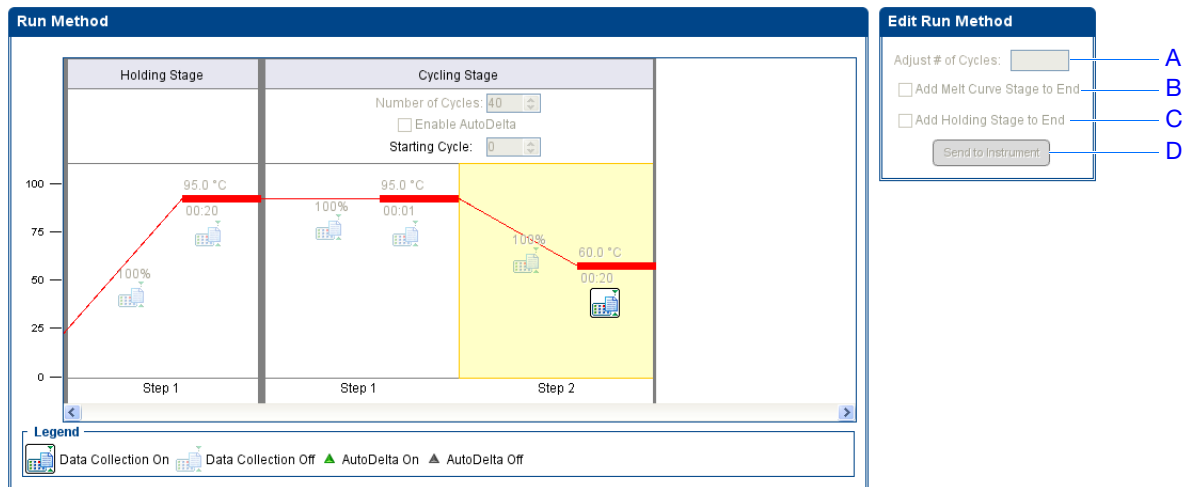 Run Method
Holding Stage
Cycling Stage
Number of Cycles: 40
Enable AutoDelta
Starting Cycle: 0
100
75
50
25
0
95.0 °C
00:20
100%
100%
95.0 °C
00:01
100%
60.0 °C
00:20
Step 1
Step 1
Step 2
Legend
Data Collection On Data Collection Off AutoDelta On AutoDelta Off
Edit Run Method
Adjust # of Cycles: A
Add Melt Curve Stage to End B
Add Holding Stage to End C
Send to Instrument D